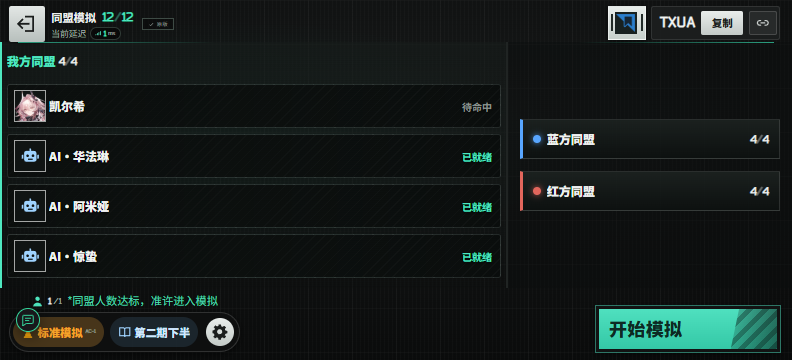 同盟模拟 12/12
当前延迟 1 ms
TXUA 复制
我方同盟 4/4
凯尔希 待命中
AI·华法琳 已就绪
AI·阿米娅 已就绪
AI·惊蛰 已就绪
蓝方同盟 4/4
红方同盟 4/4
1/1 *同盟人数达标，准许进入模拟
标准模拟 AC-1
第二期下半
开始模拟